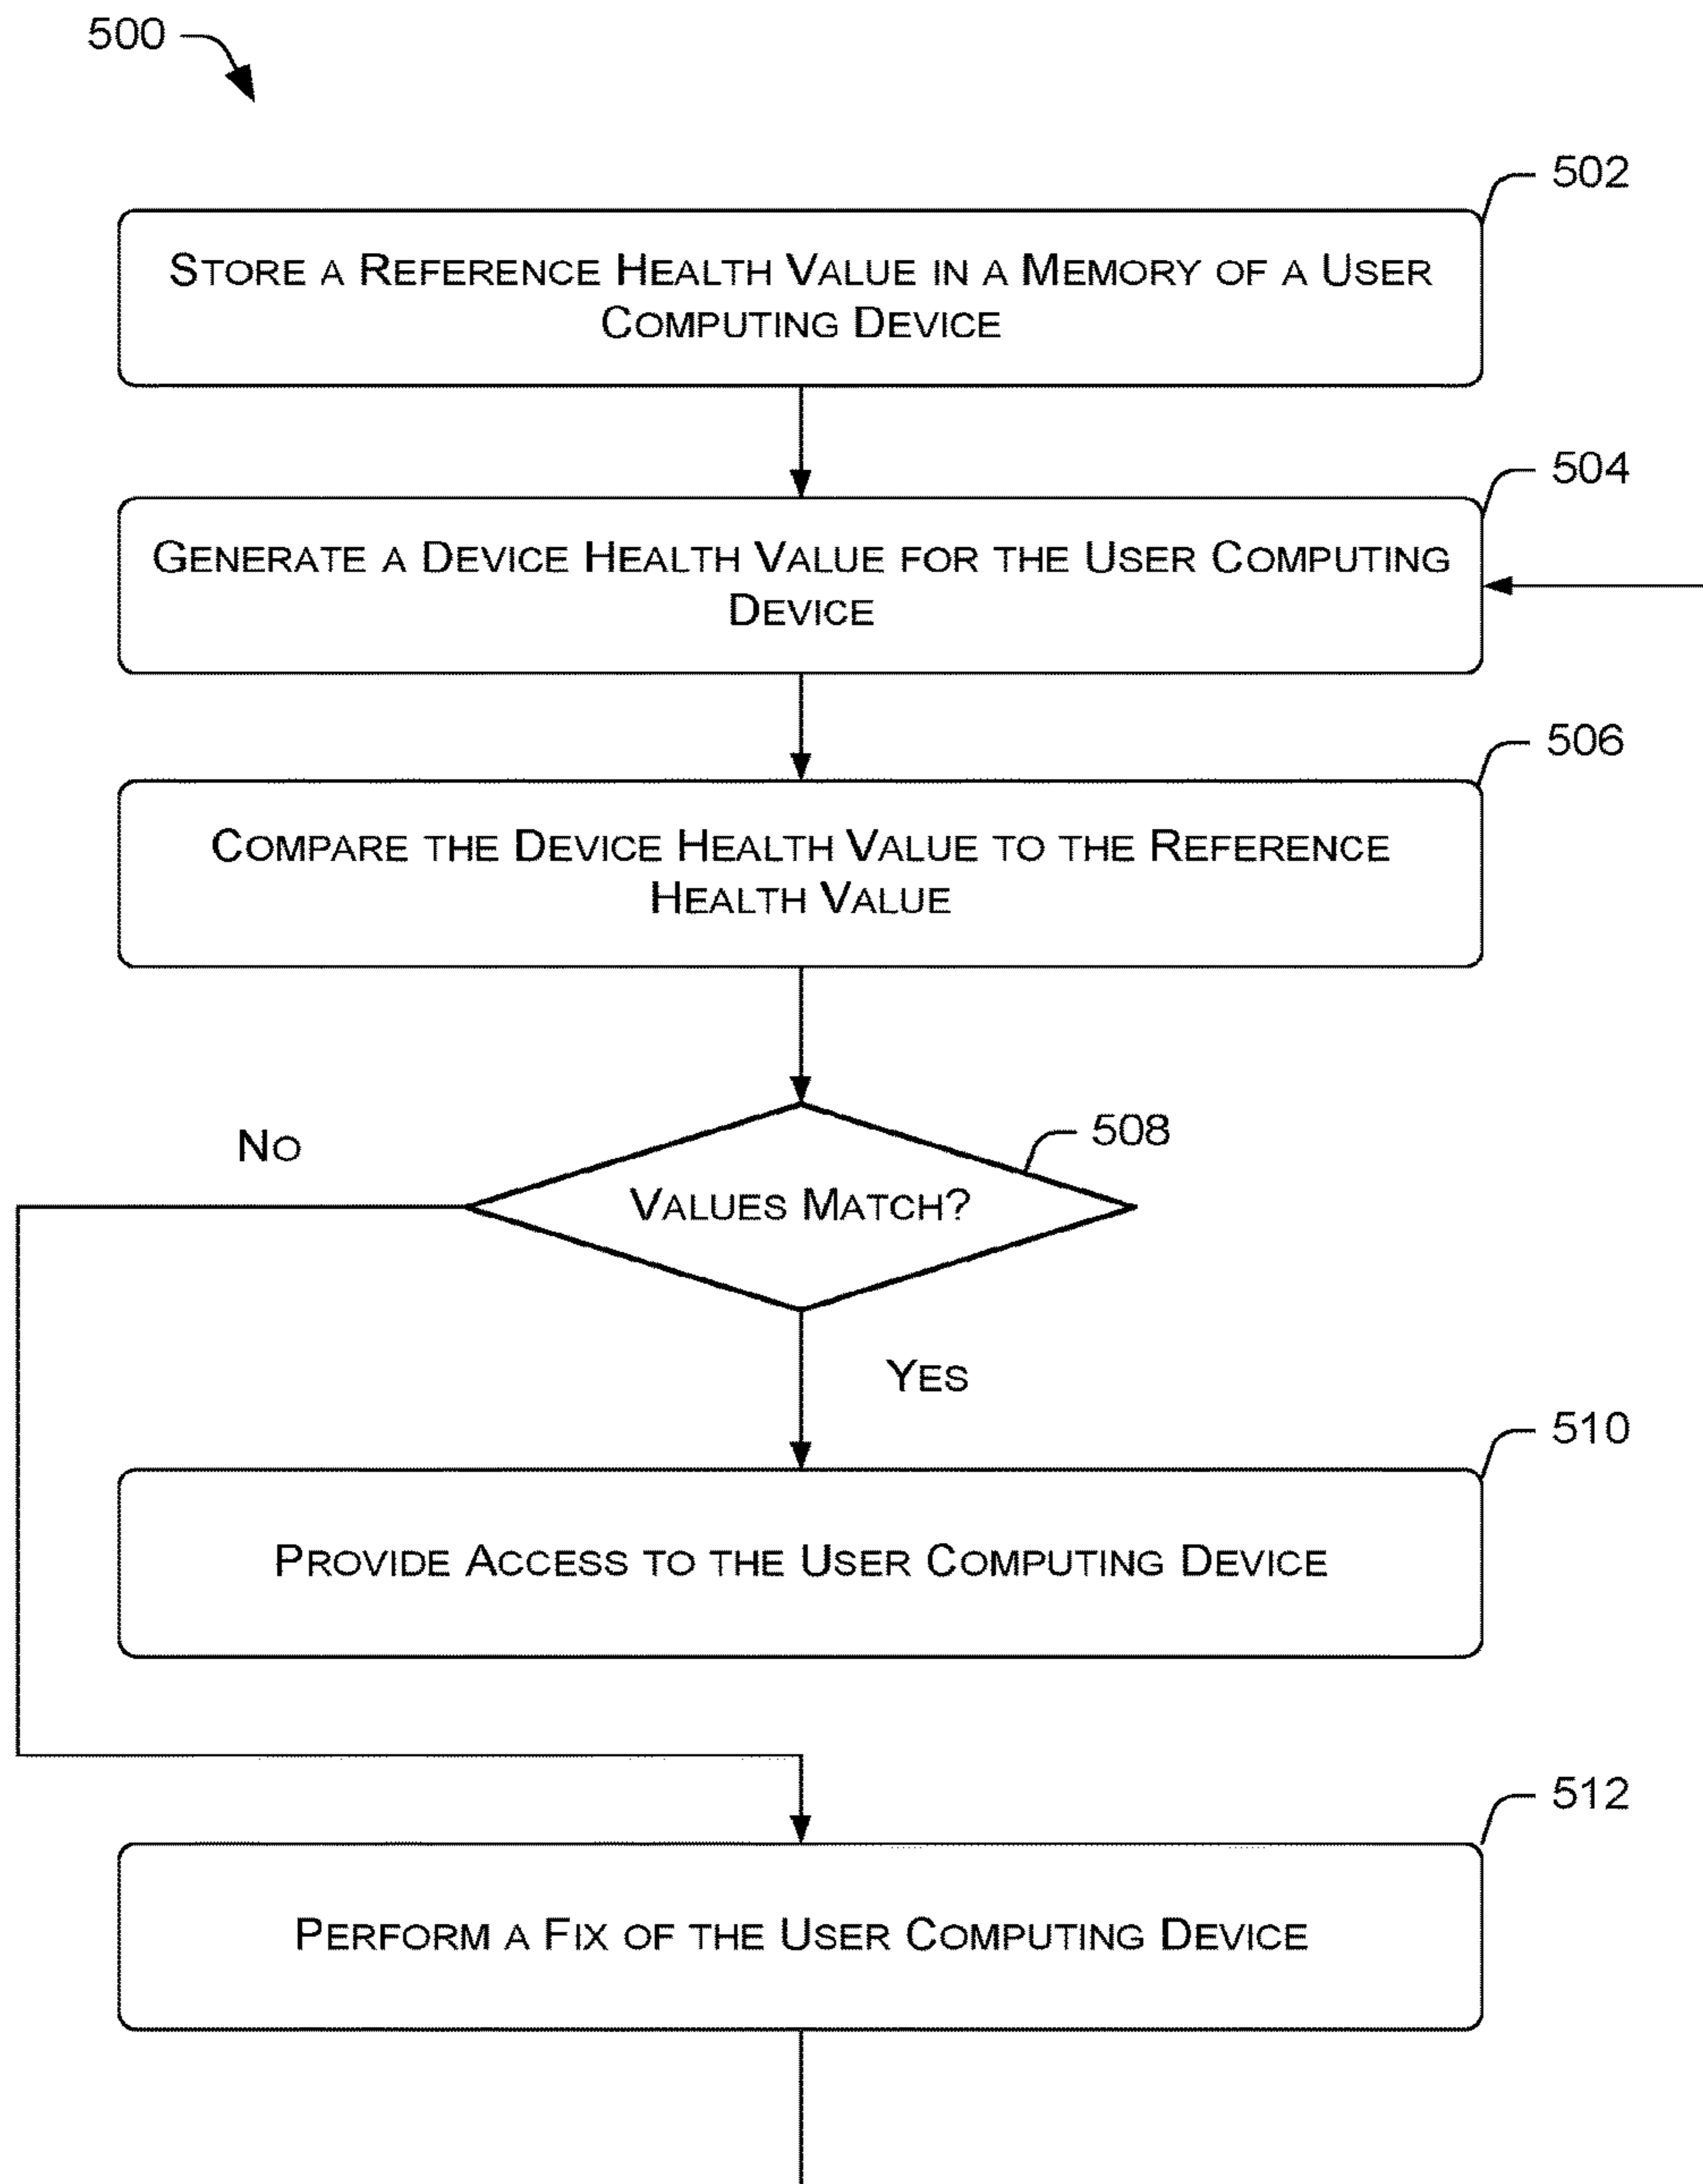 500
502
STORE A REFERENCE HEALTH VALUE IN A MEMORY OF A USER
COMPUTING DEVICE
504
GENERATE A DEVICE HEALTH VALUE FOR THE USER COMPUTING
DEVICE
506
COMPARE THE DEVICE HEALTH VALUE TO THE REFERENCE
HEALTH VALUE
508
NO
VALUES MATCH?
YES
510
PROVIDE ACCESS TO THE USER COMPUTING DEVICE
512
PERFORM A FIX OF THE USER COMPUTING DEVICE